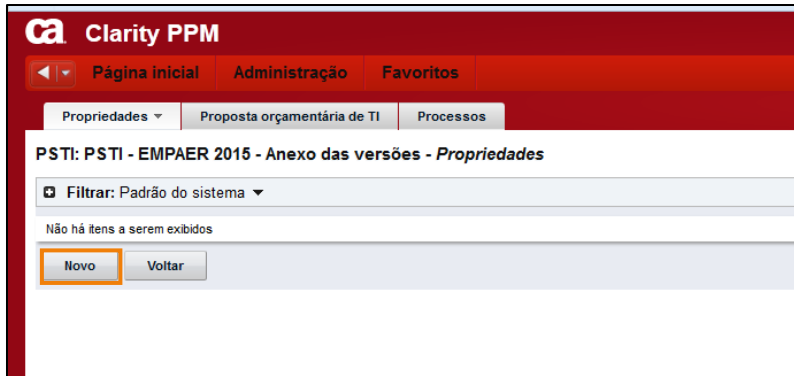 ca Clarity PPM
Página inicial Administração Favoritos
Propriedades Proposta orçamentária de TI Processos
PSTI: PSTI - EMPAER 2015 - Anexo das versões - Propriedades
Filtrar: Padrão do sistema
Não há itens a serem exibidos
Novo Voltar